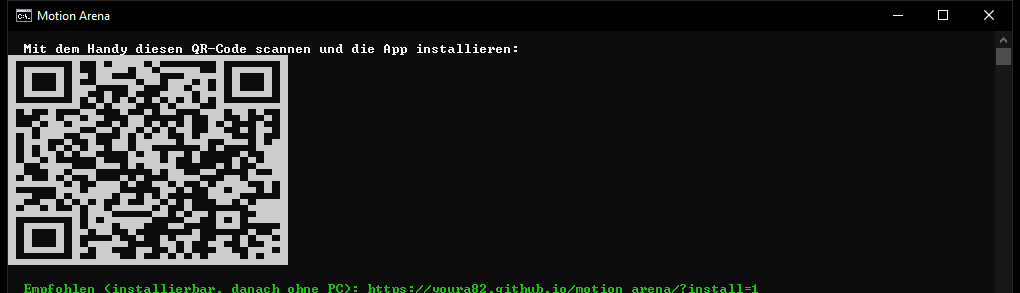 Motion Arena
Mit dem Handy diesen QR-Code scannen und die App installieren:
Empfohlen (installierbar, danach ohne PC): https://youra82.github.io/motion_arena/?install=1